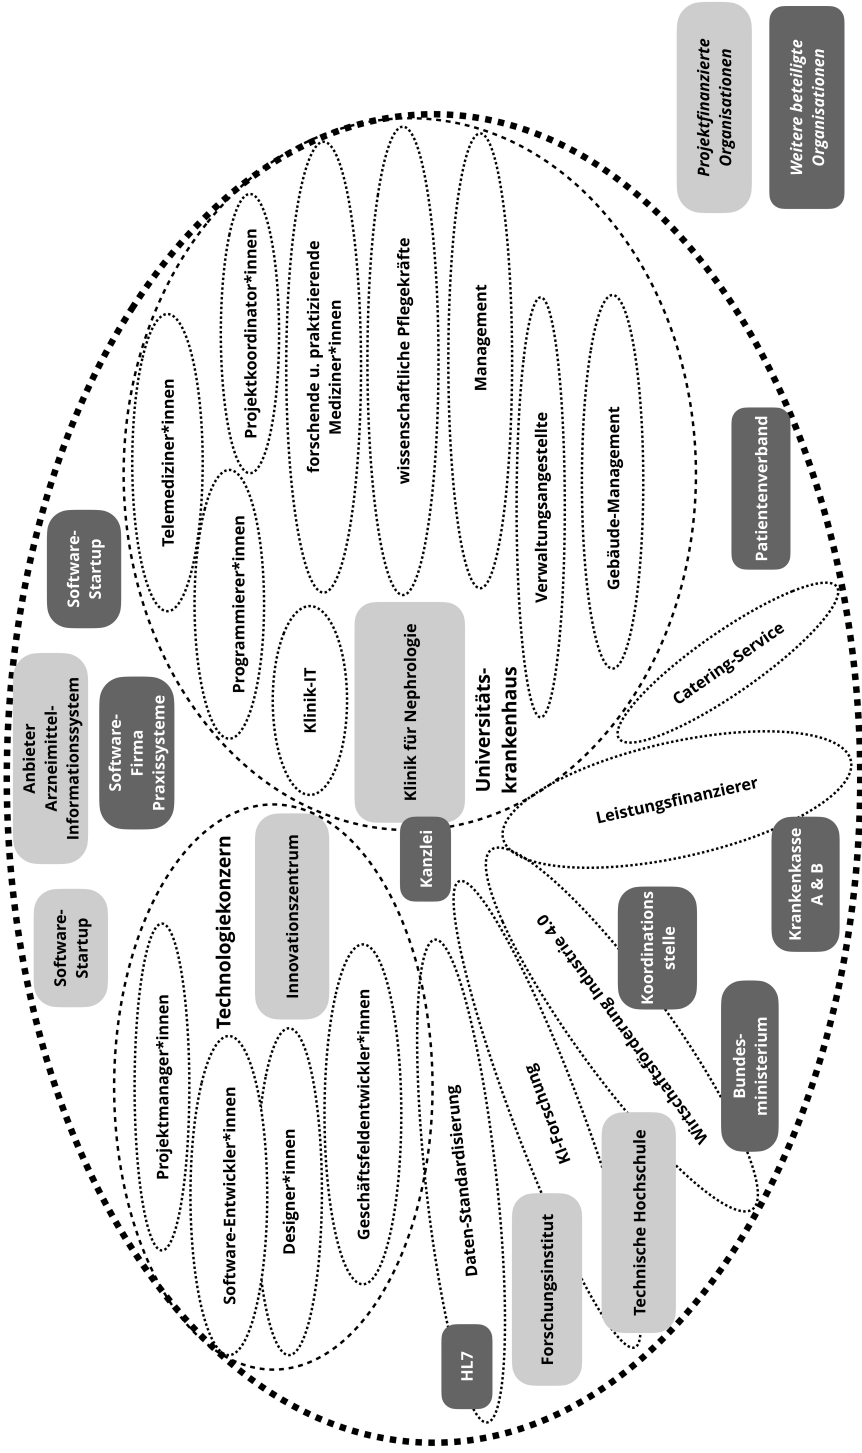 Projektfinanzierte
Organisationen
Weitere beteiligte
Organisationen
Software-
Startup
Anbieter
Arzneimittel-
Informationssystem
Software-
Firma
Praxissysteme
Software-
Startup
Technologiekonzern
Projektmanager*innen
Software-Entwickler*innen
Designer*innen
Geschäftsfeldentwickler*innen
Innovationszentrum
Universitäts-
krankenhaus
Telemediziner*innen
Programmierer*innen
Projektkoordinator*innen
Klinik-IT
forschende u. praktizierende
Mediziner*innen
wissenschaftliche Pflegekräfte
Klinik für Nephrologie
Management
Verwaltungsangestellte
Gebäude-Management
Kanzlei
Daten-Standardisierung
HL7
KI-Forschung
Forschungsinstitut
Technische Hochschule
Wirtschaftsförderung Industrie 4.0
Koordinations
stelle
Bundes-
ministerium
Leistungsfinanzierer
Krankenkasse
A & B
Catering-Service
Patientenverband